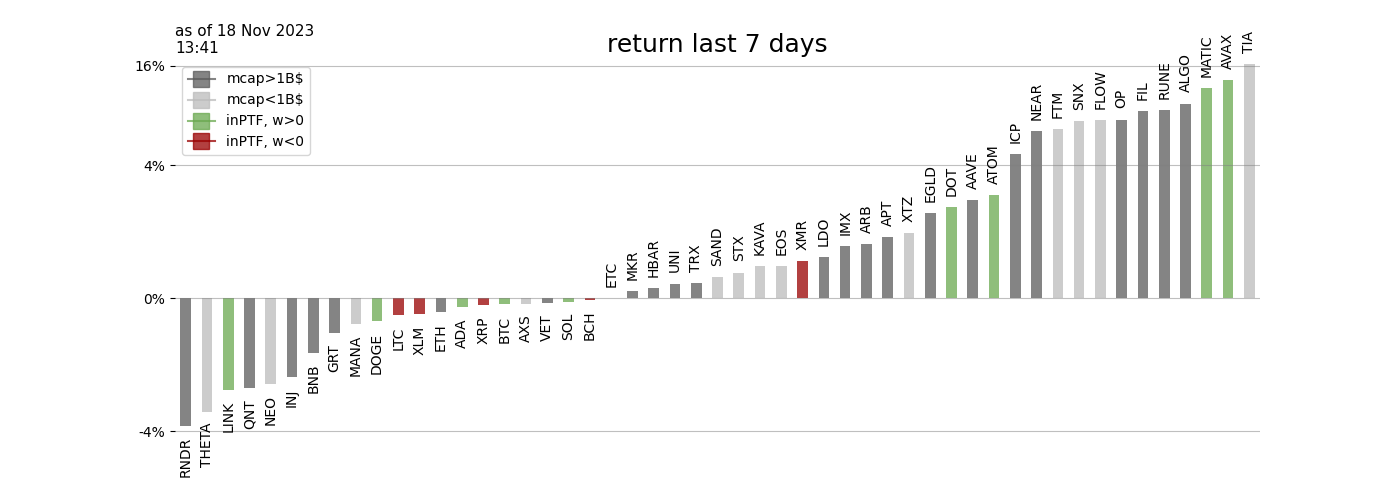 as of 18 Nov 2023
13:41
return last 7 days
16%
4%
0%
-4%
mcap>1B$
mcap<1B$
inPTF, w>0
inPTF, w<0
RNDR
THETA
LINK
QNT
NEO
INJ
BNB
GRT
MANA
DOGE
LTC
XLM
ETH
ADA
XRP
BTC
AXS
VET
SOL
BCH
ETC
MKR
HBAR
UNI
TRX
SAND
STX
KAVA
EOS
XMR
LDO
IMX
ARB
APT
XTZ
EGLD
DOT
AAVE
ATOM
ICP
NEAR
FTM
SNX
FLOW
OP
FIL
RUNE
ALGO
MATIC
AVAX
TIA